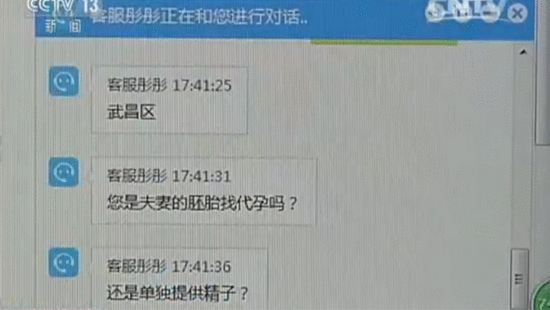 CCTV 13
新闻
客服彤彤正在和您进行对话..
客服彤彤 17:41:25
武昌区
客服彤彤 17:41:31
您是夫妻的胚胎找代孕吗？
客服彤彤 17:41:36
还是单独提供精子？